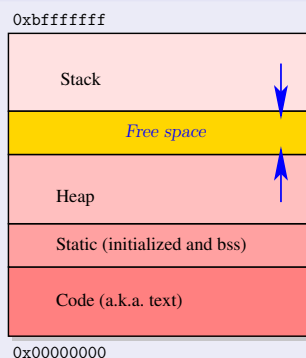 0xbfffffff
Stack
Free space
Heap
Static (initialized and bss)
Code (a.k.a. text)
0x00000000